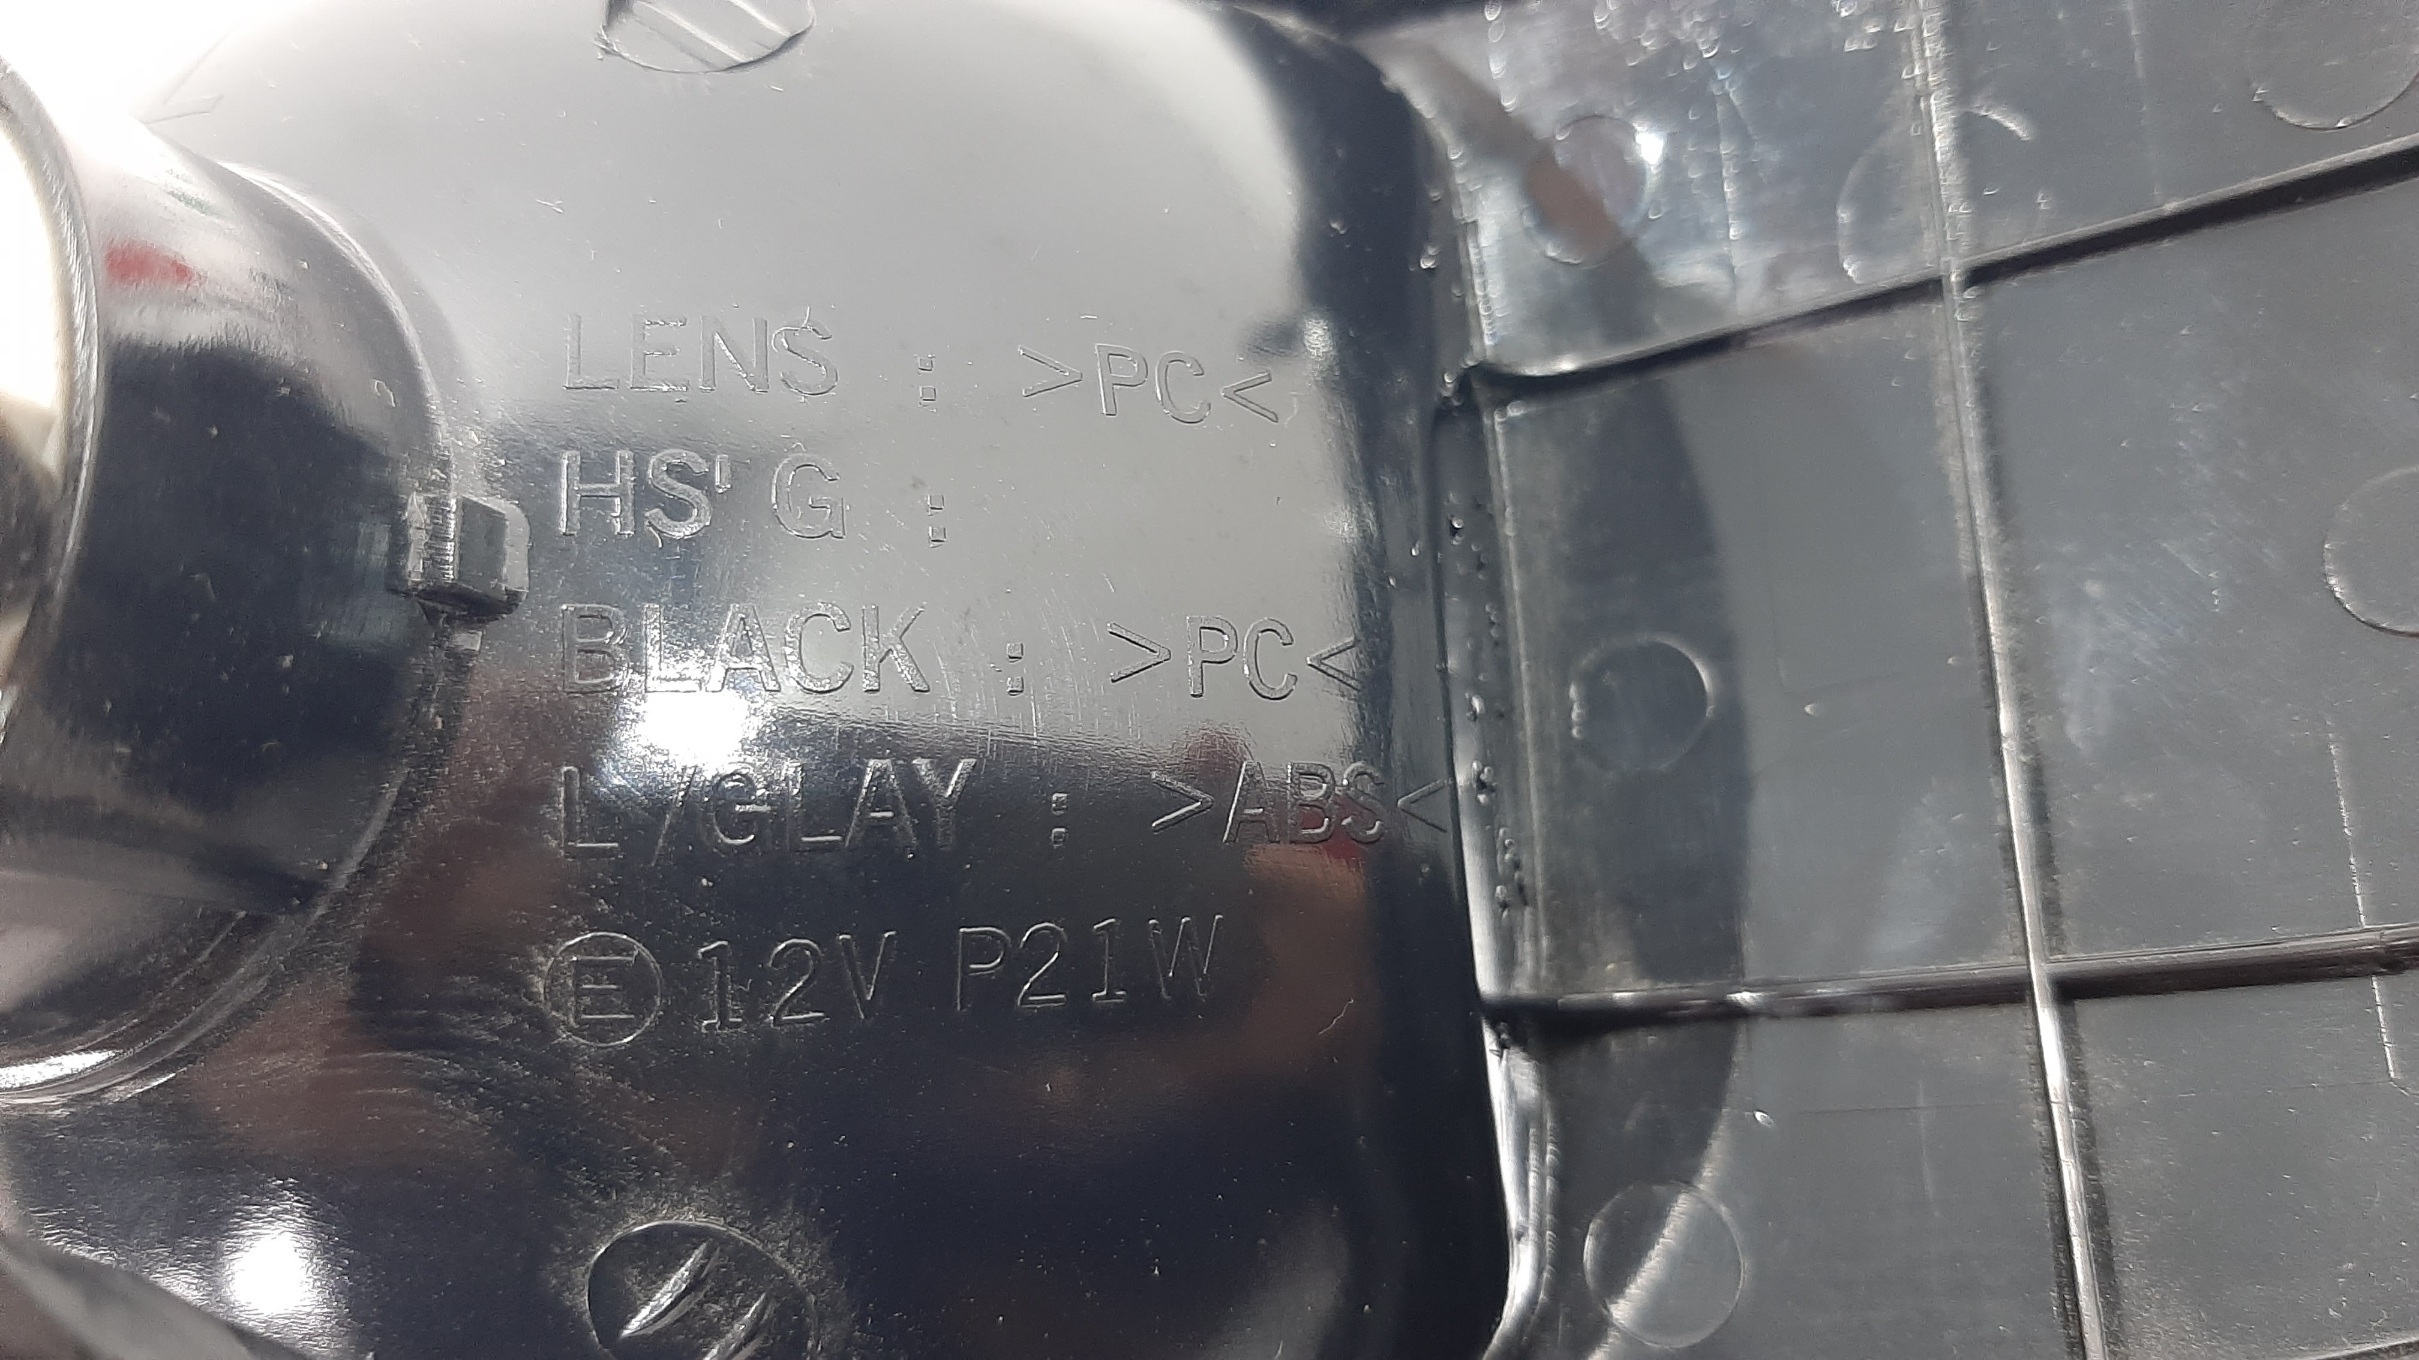 LENS : >PC<
HS'G :
BLACK : >PC<
L/GLAY : >ABS<
E 12V P21W